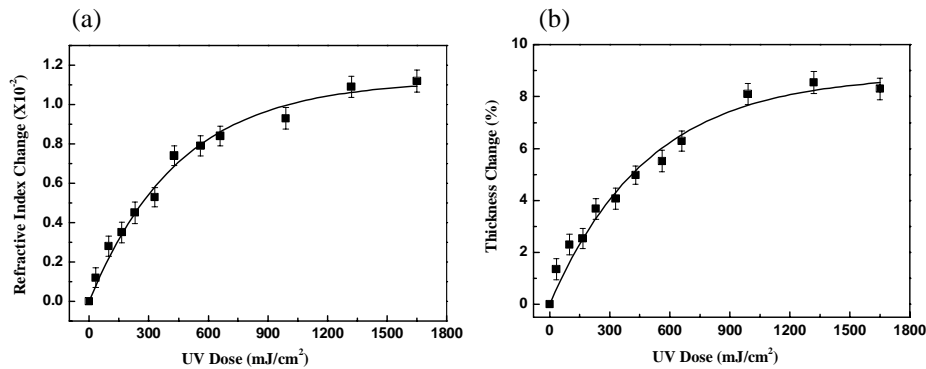 (a)
1.2
1.0
0.8
0.6
0.4
0.2
0.0
Refractive Index Change (X10⁻²)
0 300 600 900 1200 1500 1800
UV Dose (mJ/cm²)
(b)
10
8
6
4
2
0
Thickness Change (%)
0 300 600 900 1200 1500 1800
UV Dose (mJ/cm²)